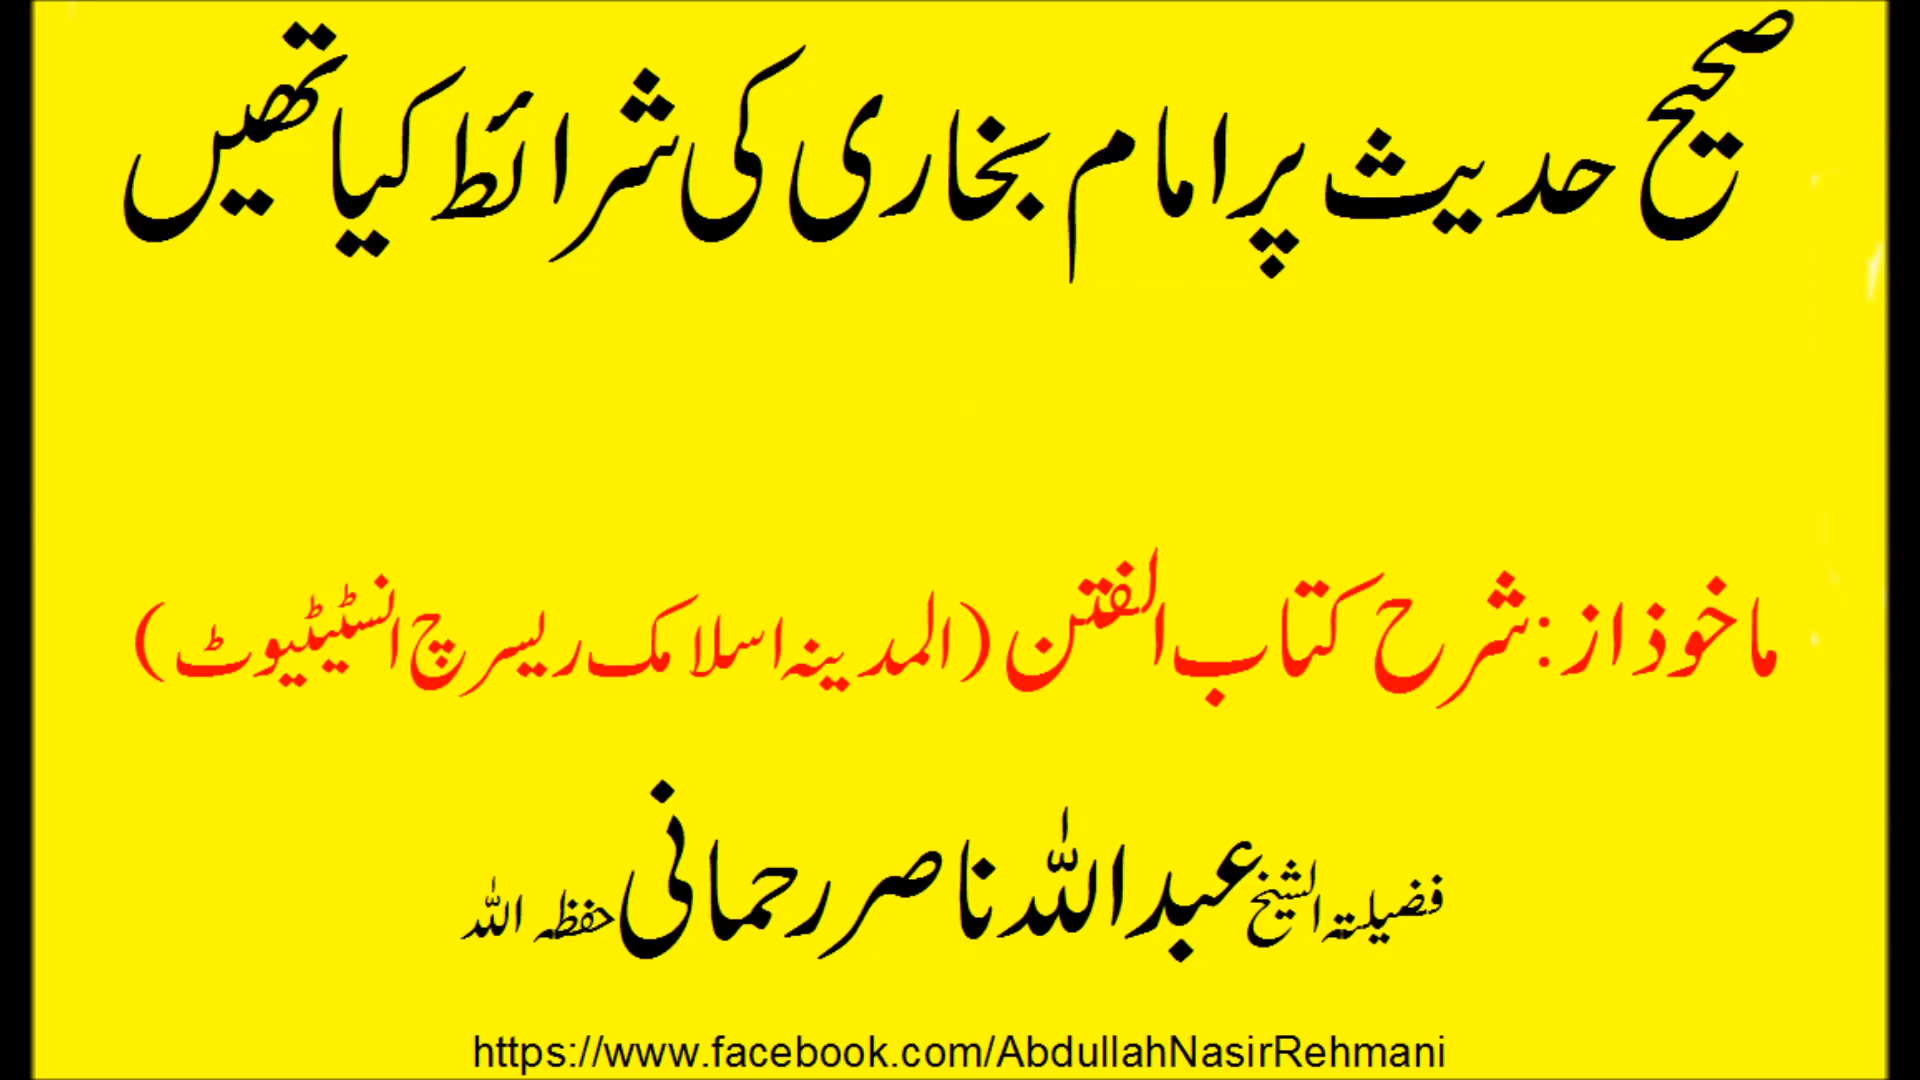 صحیح حدیث پر امام بخاری کی شرائط کیا تھیں
ماخوذ از: شرح کتاب الفتن (المدینہ اسلامک ریسرچ انسٹیٹیوٹ)
فضیلتہ الشیخ عبداللہ ناصر رحمانی حفظہ اللہ
https://www.facebook.com/AbdullahNasirRehmani